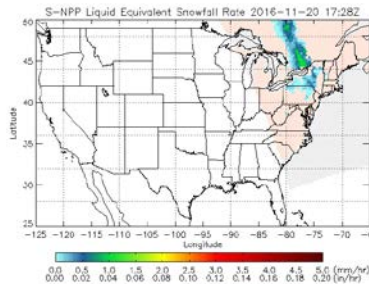 S-NPP Liquid Equivalent Snowfall Rate 2016-11-20 17:28Z
50
45
40
35
30
25
Latitude
-125 -120 -115 -110 -105 -100 -95 -90 -85 -80 -75 -70 -65
Longitude
0.0 0.5 1.0 1.5 2.0 2.5 3.0 3.5 4.0 4.5 5.0 (mm/hr)
0.00 0.02 0.04 0.06 0.08 0.10 0.12 0.14 0.16 0.18 0.20 (in/hr)